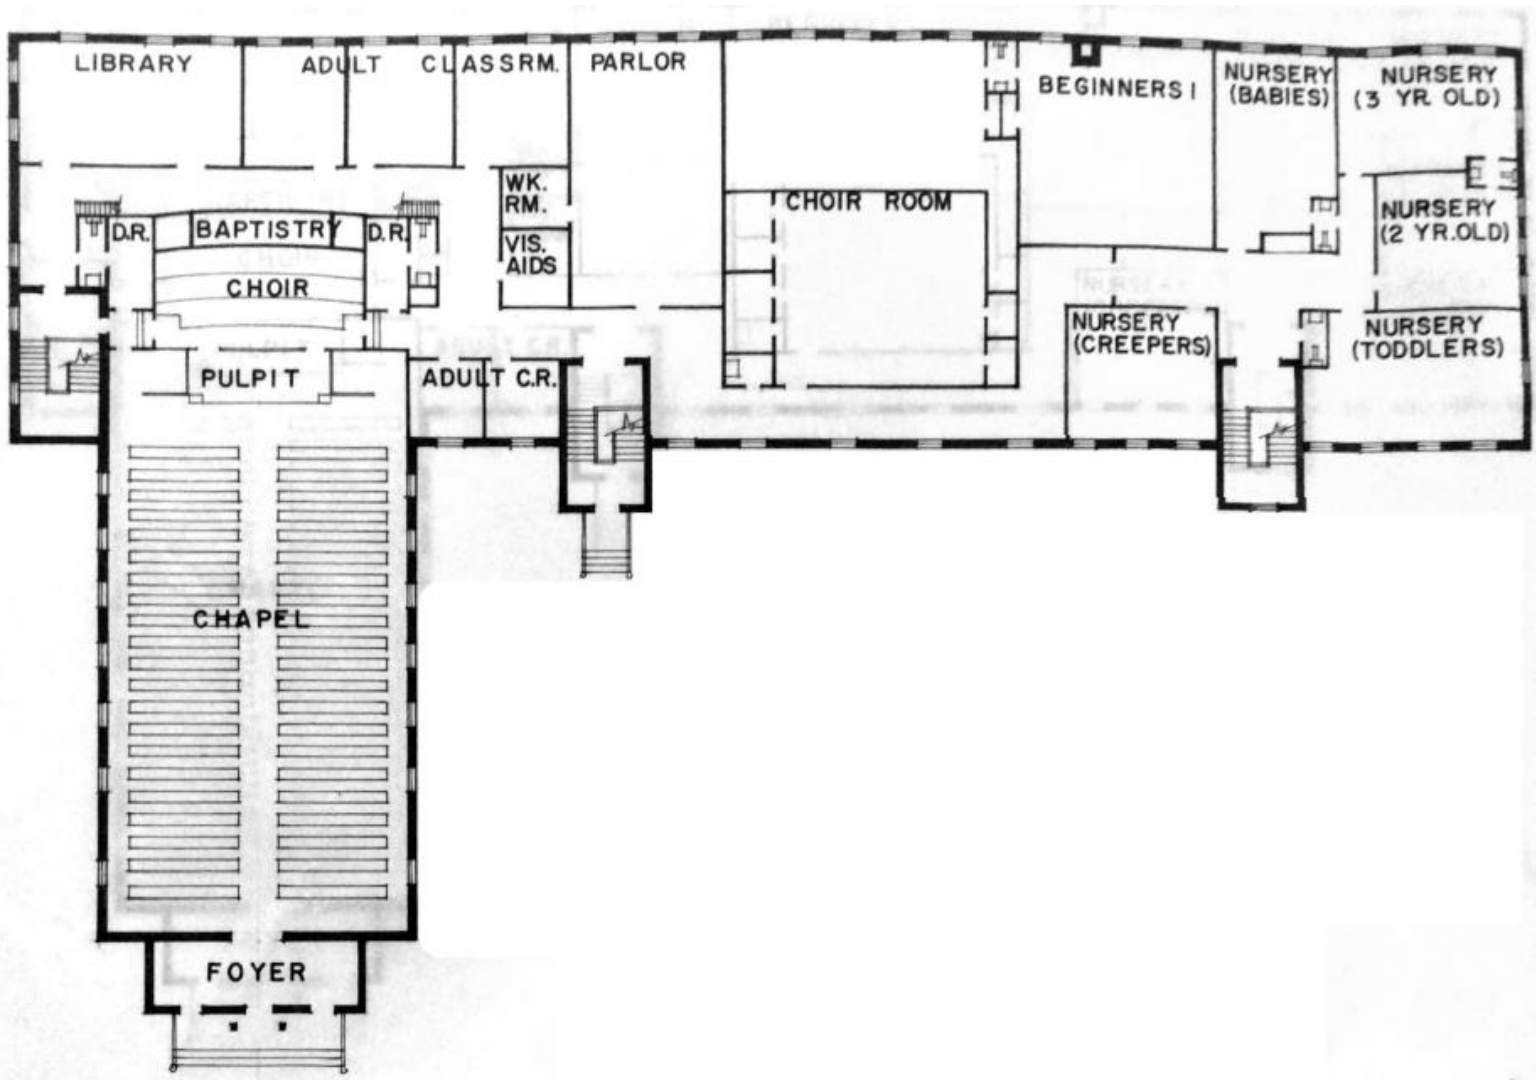 LIBRARY
ADULT CLASSRM.
PARLOR
BEGINNERS I
NURSERY
(BABIES)
NURSERY
(3 YR OLD)
WK.
RM.
VIS.
AIDS
D.R.
BAPTISTRY
D.R.
CHOIR
CHOIR ROOM
NURSERY
(2 YR.OLD)
NURSERY
(CREEPERS)
NURSERY
(TODDLERS)
PULPIT
ADULT C.R.
CHAPEL
FOYER